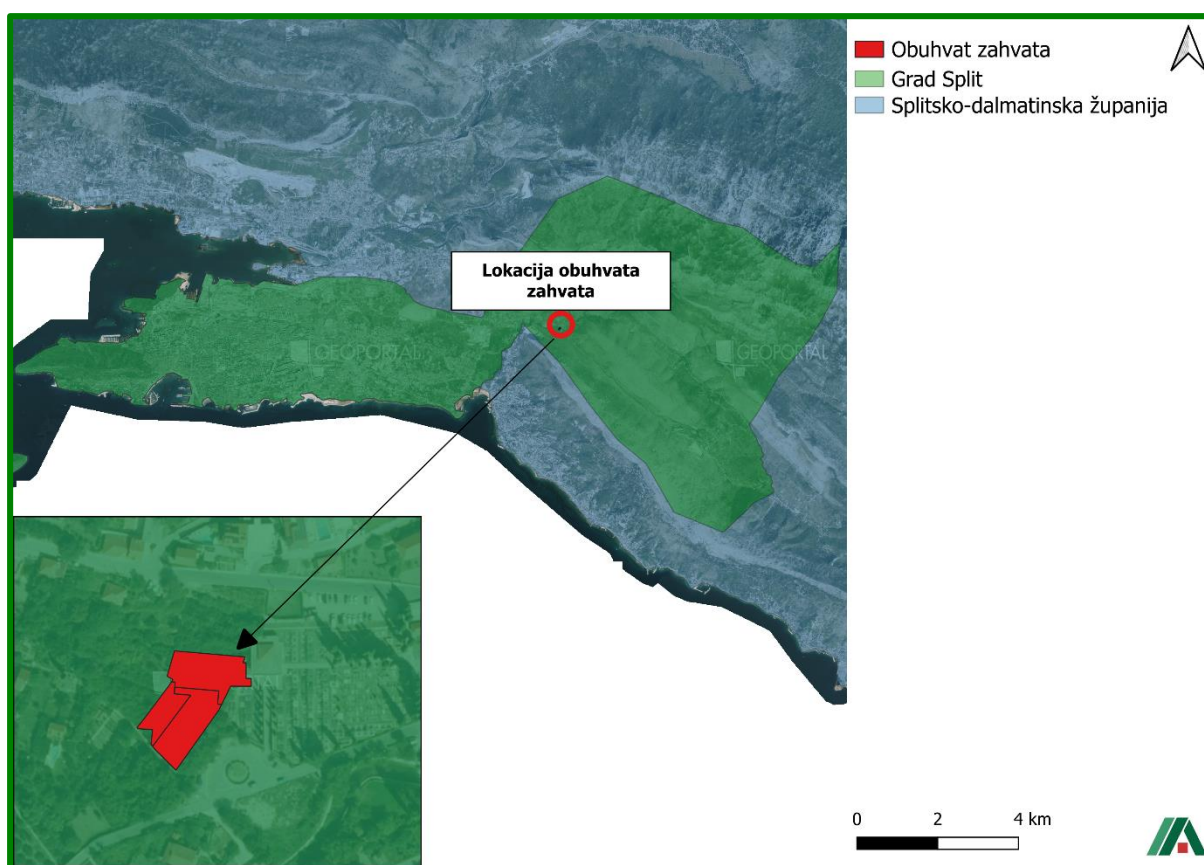 Obuhvat zahvata
Grad Split
Splitsko-dalmatinska županija
Lokacija obuhvata
zahvata
GEOPORTAL
GEOPORTAL
0 2 4 km